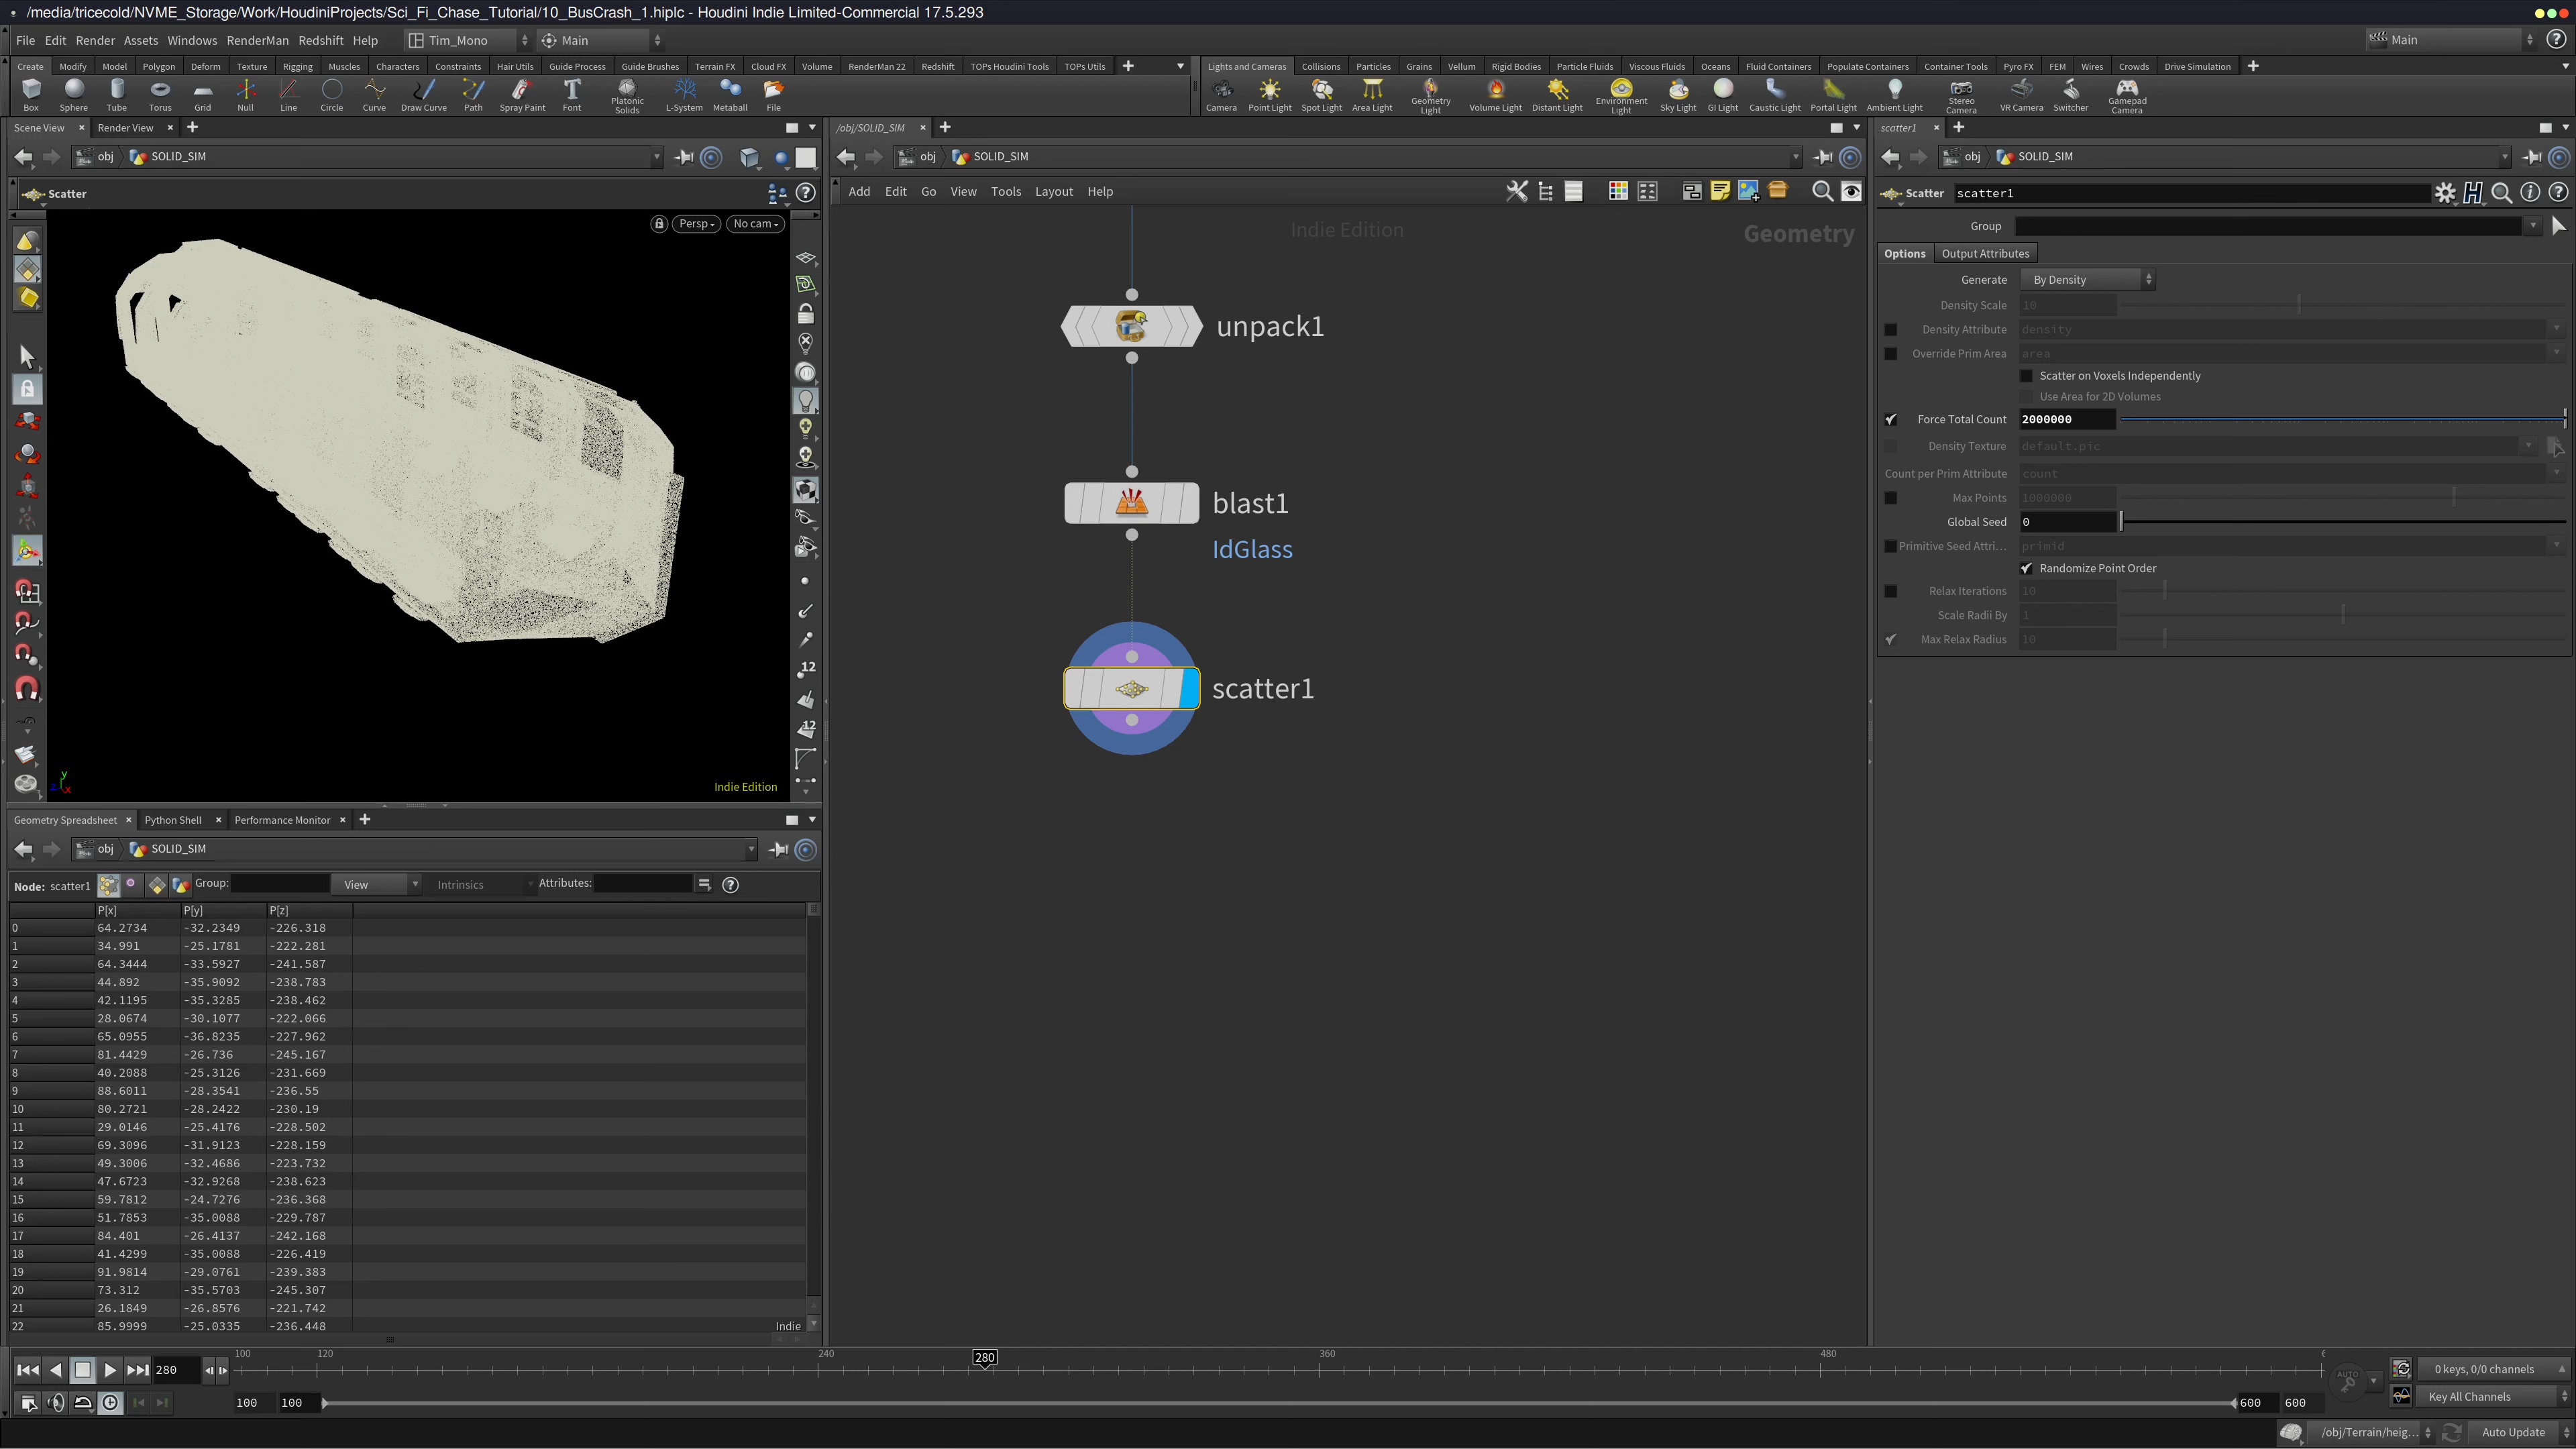 /media/tricecold/NVME_Storage/Work/HoudiniProjects/Sci_Fi_Chase_Tutorial/10_BusCrash_1.hiplc - Houdini Indie Limited-Commercial 17.5.293
File Edit Render Assets Windows RenderMan Redshift Help Tim_Mono Main Main
Create Modify Model Polygon Deform Texture Rigging Muscles Characters Constraints Hair Utils Guide Process Guide Brushes Terrain FX Cloud FX Volume RenderMan 22 Redshift TOPs Houdini Tools TOPs Utils
Lights and Cameras Collisions Particles Grains Vellum Rigid Bodies Particle Fluids Viscous Fluids Oceans Fluid Containers Populate Containers Container Tools Pyro FX FEM Wires Crowds Drive Simulation
Box Sphere Tube Torus Grid Null Line Circle Curve Draw Curve Path Spray Paint Font Platonic Solids L-System Metaball File
Camera Point Light Spot Light Area Light Geometry Light Volume Light Distant Light Environment Light Sky Light GI Light Caustic Light Portal Light Ambient Light Stereo Camera VR Camera Switcher Gamepad Camera
Scene View Render View
obj SOLID_SIM
Scatter
Persp No cam
12
12
y
z x
Indie Edition
Geometry Spreadsheet Python Shell Performance Monitor
obj SOLID_SIM
Node: scatter1 Group: View Intrinsics Attributes:
P[x] P[y] P[z]
0 64.2734 -32.2349 -226.318
1 34.991 -25.1781 -222.281
2 64.3444 -33.5927 -241.587
3 44.892 -35.9092 -238.783
4 42.1195 -35.3285 -238.462
5 28.0674 -30.1077 -222.066
6 65.0955 -36.8235 -227.962
7 81.4429 -26.736 -245.167
8 40.2088 -25.3126 -231.669
9 88.6011 -28.3541 -236.55
10 80.2721 -28.2422 -230.19
11 29.0146 -25.4176 -228.502
12 69.3096 -31.9123 -228.159
13 49.3006 -32.4686 -223.732
14 47.6723 -32.9268 -238.623
15 59.7812 -24.7276 -236.368
16 51.7853 -35.0088 -229.787
17 84.401 -26.4137 -242.168
18 41.4299 -35.0088 -226.419
19 91.9814 -29.0761 -239.383
20 73.312 -35.5703 -245.307
21 26.1849 -26.8576 -221.742
22 85.9999 -25.0335 -236.448
Indie
/obj/SOLID_SIM
obj SOLID_SIM
Add Edit Go View Tools Layout Help
Indie Edition
Geometry
unpack1
blast1
IdGlass
scatter1
scatter1
obj SOLID_SIM
Scatter scatter1
Group
Options Output Attributes
Generate By Density
Density Scale 10
Density Attribute density
Override Prim Area area
Scatter on Voxels Independently
Use Area for 2D Volumes
Force Total Count 2000000
Density Texture default.pic
Count per Prim Attribute count
Max Points 1000000
Global Seed 0
Primitive Seed Attri... primid
Randomize Point Order
Relax Iterations 10
Scale Radii By 1
Max Relax Radius 10
280 100 120 240 280 360 480
AUTO
0 keys, 0/0 channels
100 100 600 600
Key All Channels
/obj/Terrain/heig... Auto Update